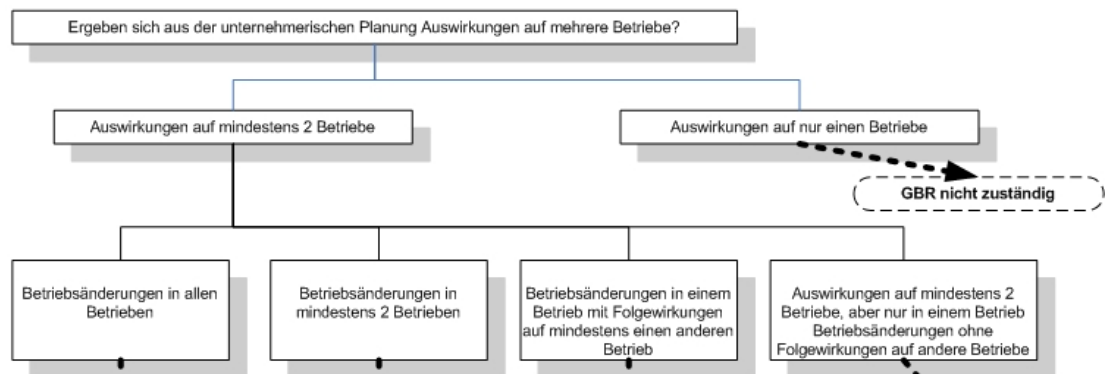 Ergeben sich aus der unternehmerischen Planung Auswirkungen auf mehrere Betriebe?
Auswirkungen auf mindestens 2 Betriebe
Auswirkungen auf nur einen Betriebe
GBR nicht zuständig
Betriebsänderungen in allen
Betrieben
Betriebsänderungen in
mindestens 2 Betrieben
Betriebsänderungen in einem
Betrieb mit Folgewirkungen
auf mindestens einen anderen
Betrieb
Auswirkungen auf mindestens 2
Betriebe, aber nur in einem Betrieb
Betriebsänderungen ohne
Folgewirkungen auf andere Betriebe